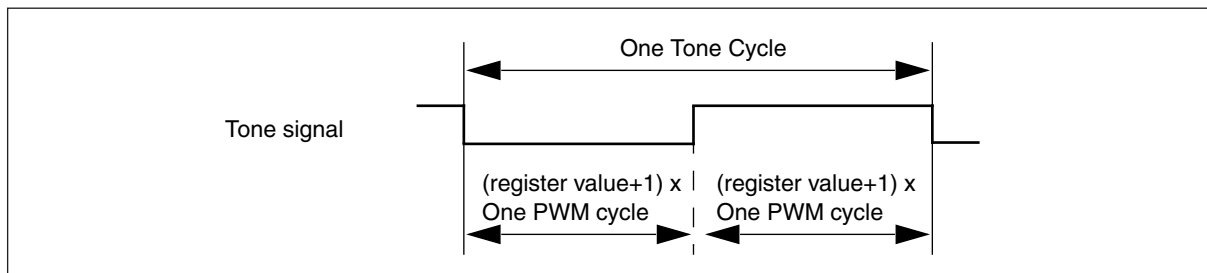 One Tone Cycle
Tone signal
(register value+1) x
One PWM cycle
(register value+1) x
One PWM cycle